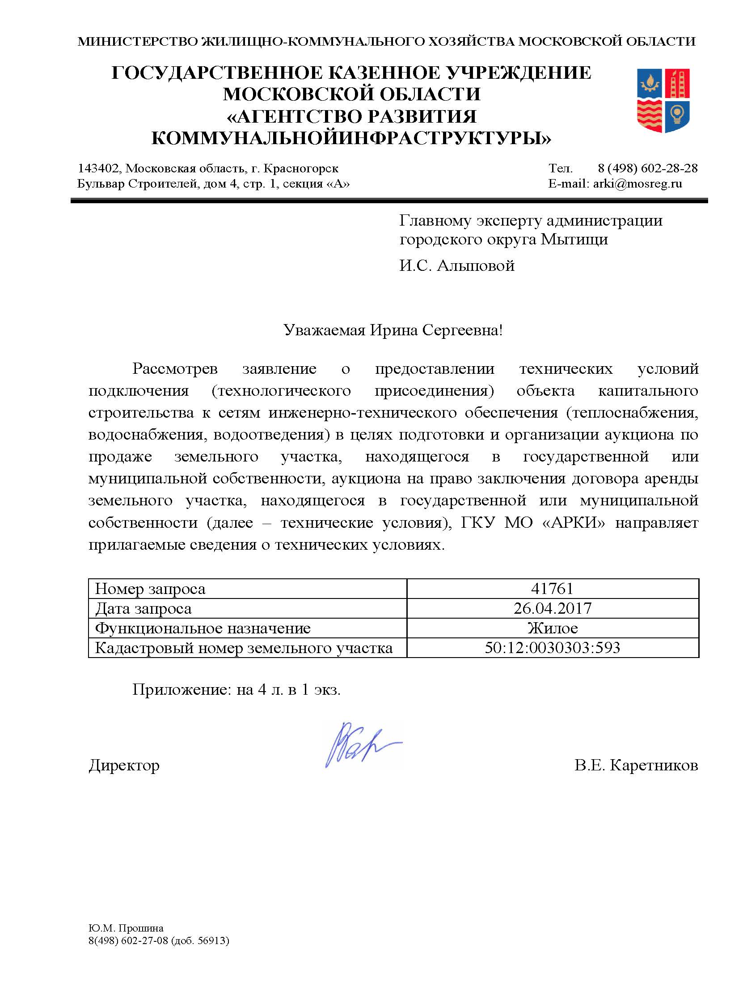 МИНИСТЕРСТВО ЖИЛИЩНО-КОММУНАЛЬНОГО ХОЗЯЙСТВА МОСКОВСКОЙ ОБЛАСТИ
ГОСУДАРСТВЕННОЕ КАЗЕННОЕ УЧРЕЖДЕНИЕ
МОСКОВСКОЙ ОБЛАСТИ
«АГЕНТСТВО РАЗВИТИЯ
КОММУНАЛЬНОЙИНФРАСТРУКТУРЫ»
143402, Московская область, г. Красногорск
Бульвар Строителей, дом 4, стр. 1, секция «А»
Тел. 8 (498) 602-28-28
E-mail: arki@mosreg.ru
Главному эксперту администрации
городского округа Мытищи
И.С. Алыповой
Уважаемая Ирина Сергеевна!
Рассмотрев заявление о предоставлении технических условий
подключения (технологического присоединения) объекта капитального
строительства к сетям инженерно-технического обеспечения (теплоснабжения,
водоснабжения, водоотведения) в целях подготовки и организации аукциона по
продаже земельного участка, находящегося в государственной или
муниципальной собственности, аукциона на право заключения договора аренды
земельного участка, находящегося в государственной или муниципальной
собственности (далее – технические условия), ГКУ МО «АРКИ» направляет
прилагаемые сведения о технических условиях.
Номер запроса 41761
Дата запроса 26.04.2017
Функциональное назначение Жилое
Кадастровый номер земельного участка 50:12:0030303:593
Приложение: на 4 л. в 1 экз.
Директор В.Е. Каретников
Ю.М. Прошина
8(498) 602-27-08 (доб. 56913)